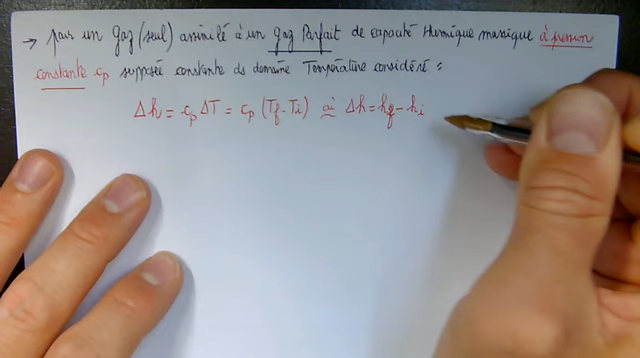 → pour un Gaz (seul) assimilé à un Gaz Parfait de capacité thermique massique à pression
constante cp supposée constante ds domaine Température considéré :
Δh = cp ΔT = cp (Tf - Ti) où Δh = hf - hi